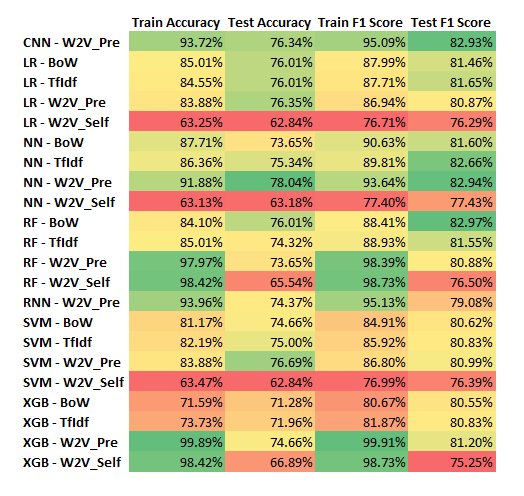 Train Accuracy Test Accuracy Train F1 Score Test F1 Score
CNN - W2V_Pre 93.72% 76.34% 95.09% 82.93%
LR - BoW 85.01% 76.01% 87.99% 81.46%
LR - TfIdf 84.55% 76.01% 87.71% 81.65%
LR - W2V_Pre 83.88% 76.35% 86.94% 80.87%
LR - W2V_Self 63.25% 62.84% 76.71% 76.29%
NN - BoW 87.71% 73.65% 90.63% 81.60%
NN - TfIdf 86.36% 75.34% 89.81% 82.66%
NN - W2V_Pre 91.88% 78.04% 93.64% 82.94%
NN - W2V_Self 63.13% 63.18% 77.40% 77.43%
RF - BoW 84.10% 76.01% 88.41% 82.97%
RF - TfIdf 85.01% 74.32% 88.93% 81.55%
RF - W2V_Pre 97.97% 73.65% 98.39% 80.88%
RF - W2V_Self 98.42% 65.54% 98.73% 76.50%
RNN - W2V_Pre 93.96% 74.37% 95.13% 79.08%
SVM - BoW 81.17% 74.66% 84.91% 80.62%
SVM - TfIdf 82.19% 75.00% 85.92% 80.83%
SVM - W2V_Pre 83.88% 76.69% 86.80% 80.99%
SVM - W2V_Self 63.47% 62.84% 76.99% 76.39%
XGB - BoW 71.59% 71.28% 80.67% 80.55%
XGB - TfIdf 73.73% 71.96% 81.87% 80.83%
XGB - W2V_Pre 99.89% 74.66% 99.91% 81.20%
XGB - W2V_Self 98.42% 66.89% 98.73% 75.25%